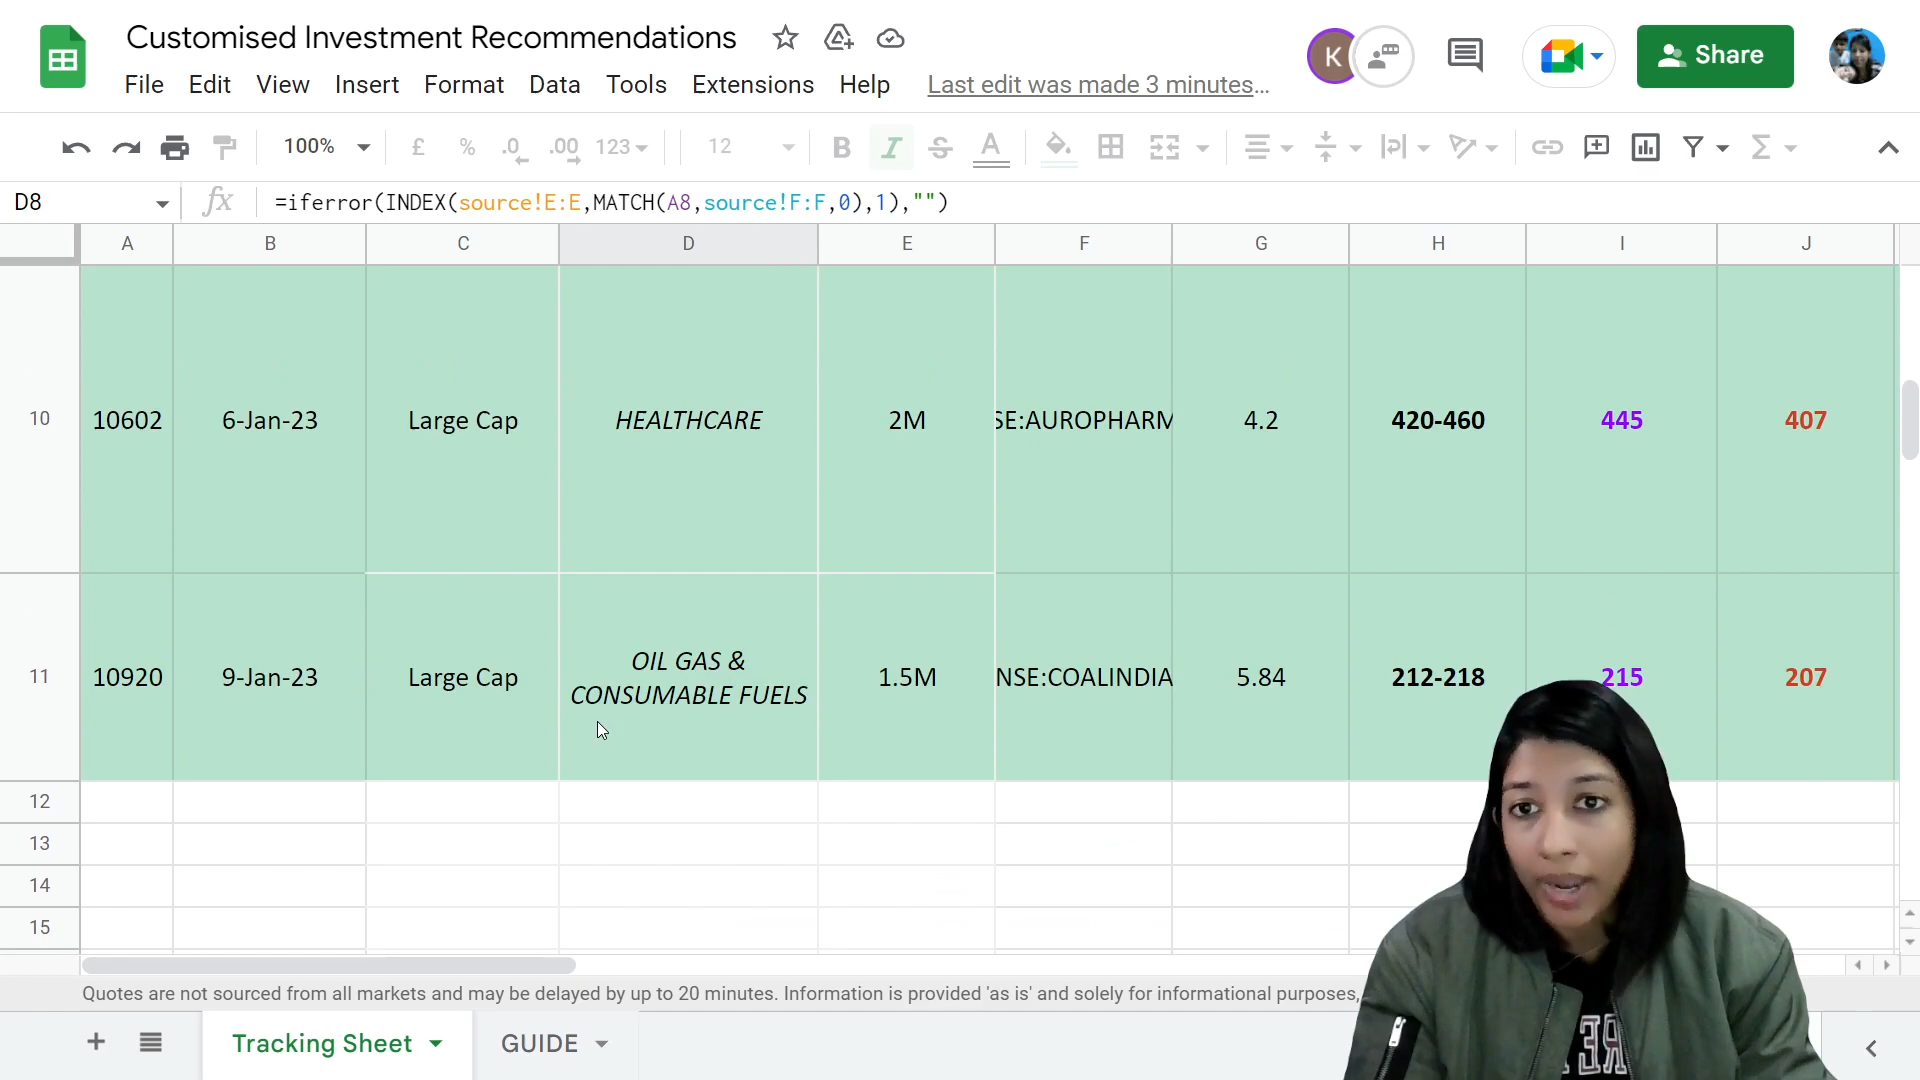 Customised Investment Recommendations
K
Share
File Edit View Insert Format Data Tools Extensions Help Last edit was made 3 minutes...
100% £ % .0 .00 123 12 B I S A
D8 fx =iferror(INDEX(source!E:E,MATCH(A8,source!F:F,0),1),"")
A B C D E F G H I J
10 10602 6-Jan-23 Large Cap HEALTHCARE 2M SE:AUROPHARM 4.2 420-460 445 407
OIL GAS &
11 10920 9-Jan-23 Large Cap CONSUMABLE FUELS 1.5M NSE:COALINDIA 5.84 212-218 215 207
12
13
14
15
Quotes are not sourced from all markets and may be delayed by up to 20 minutes. Information is provided 'as is' and solely for informational purposes,
Tracking Sheet GUIDE